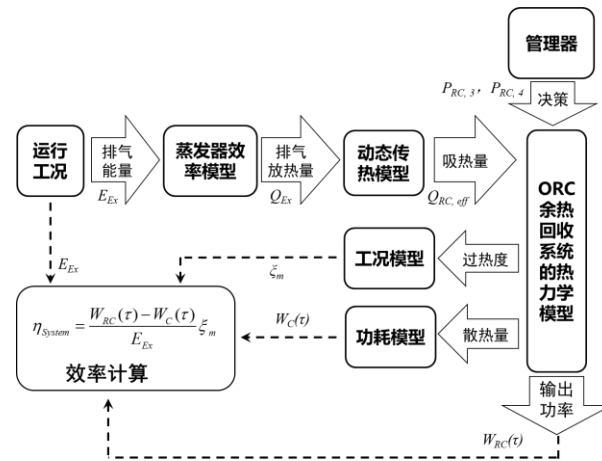 管理器
P_{RC, 3}，P_{RC, 4}
决策
运行
工况
排气
能量
E_{Ex}
蒸发器效
率模型
排气
放热量
Q_{Ex}
动态传
热模型
吸热量
Q_{RC, eff}
ORC
余热
回收
系统
的热
力学
模型
工况模型
过热度
ξ_m
E_{Ex}
功耗模型
散热量
W_C(τ)
η_{System} = \frac{W_{RC}(τ) − W_C(τ)}{E_{Ex}} ξ_m
效率计算
输出
功率
W_{RC}(τ)